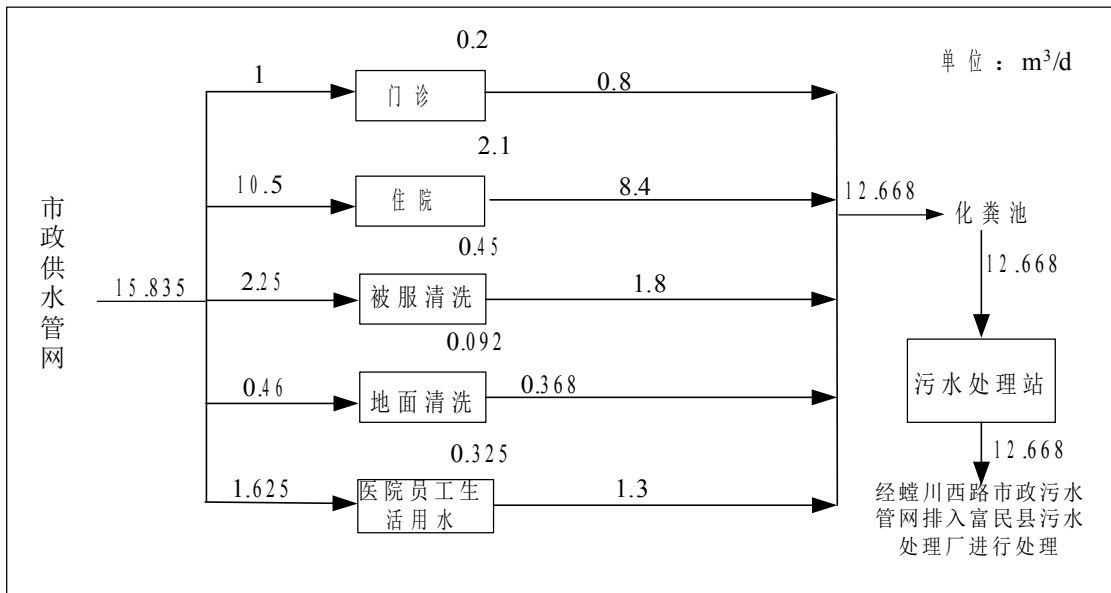 单位：m³/d
0.2
1
门诊
0.8
2.1
10.5
住院
8.4
0.45
2.25
被服清洗
1.8
0.092
0.46
地面清洗
0.368
0.325
1.625
医院员工生
活用水
1.3
市政供水管网
15.835
12.668
化粪池
12.668
污水处理站
12.668
经螳川西路市政污水
管网排入富民县污水
处理厂进行处理